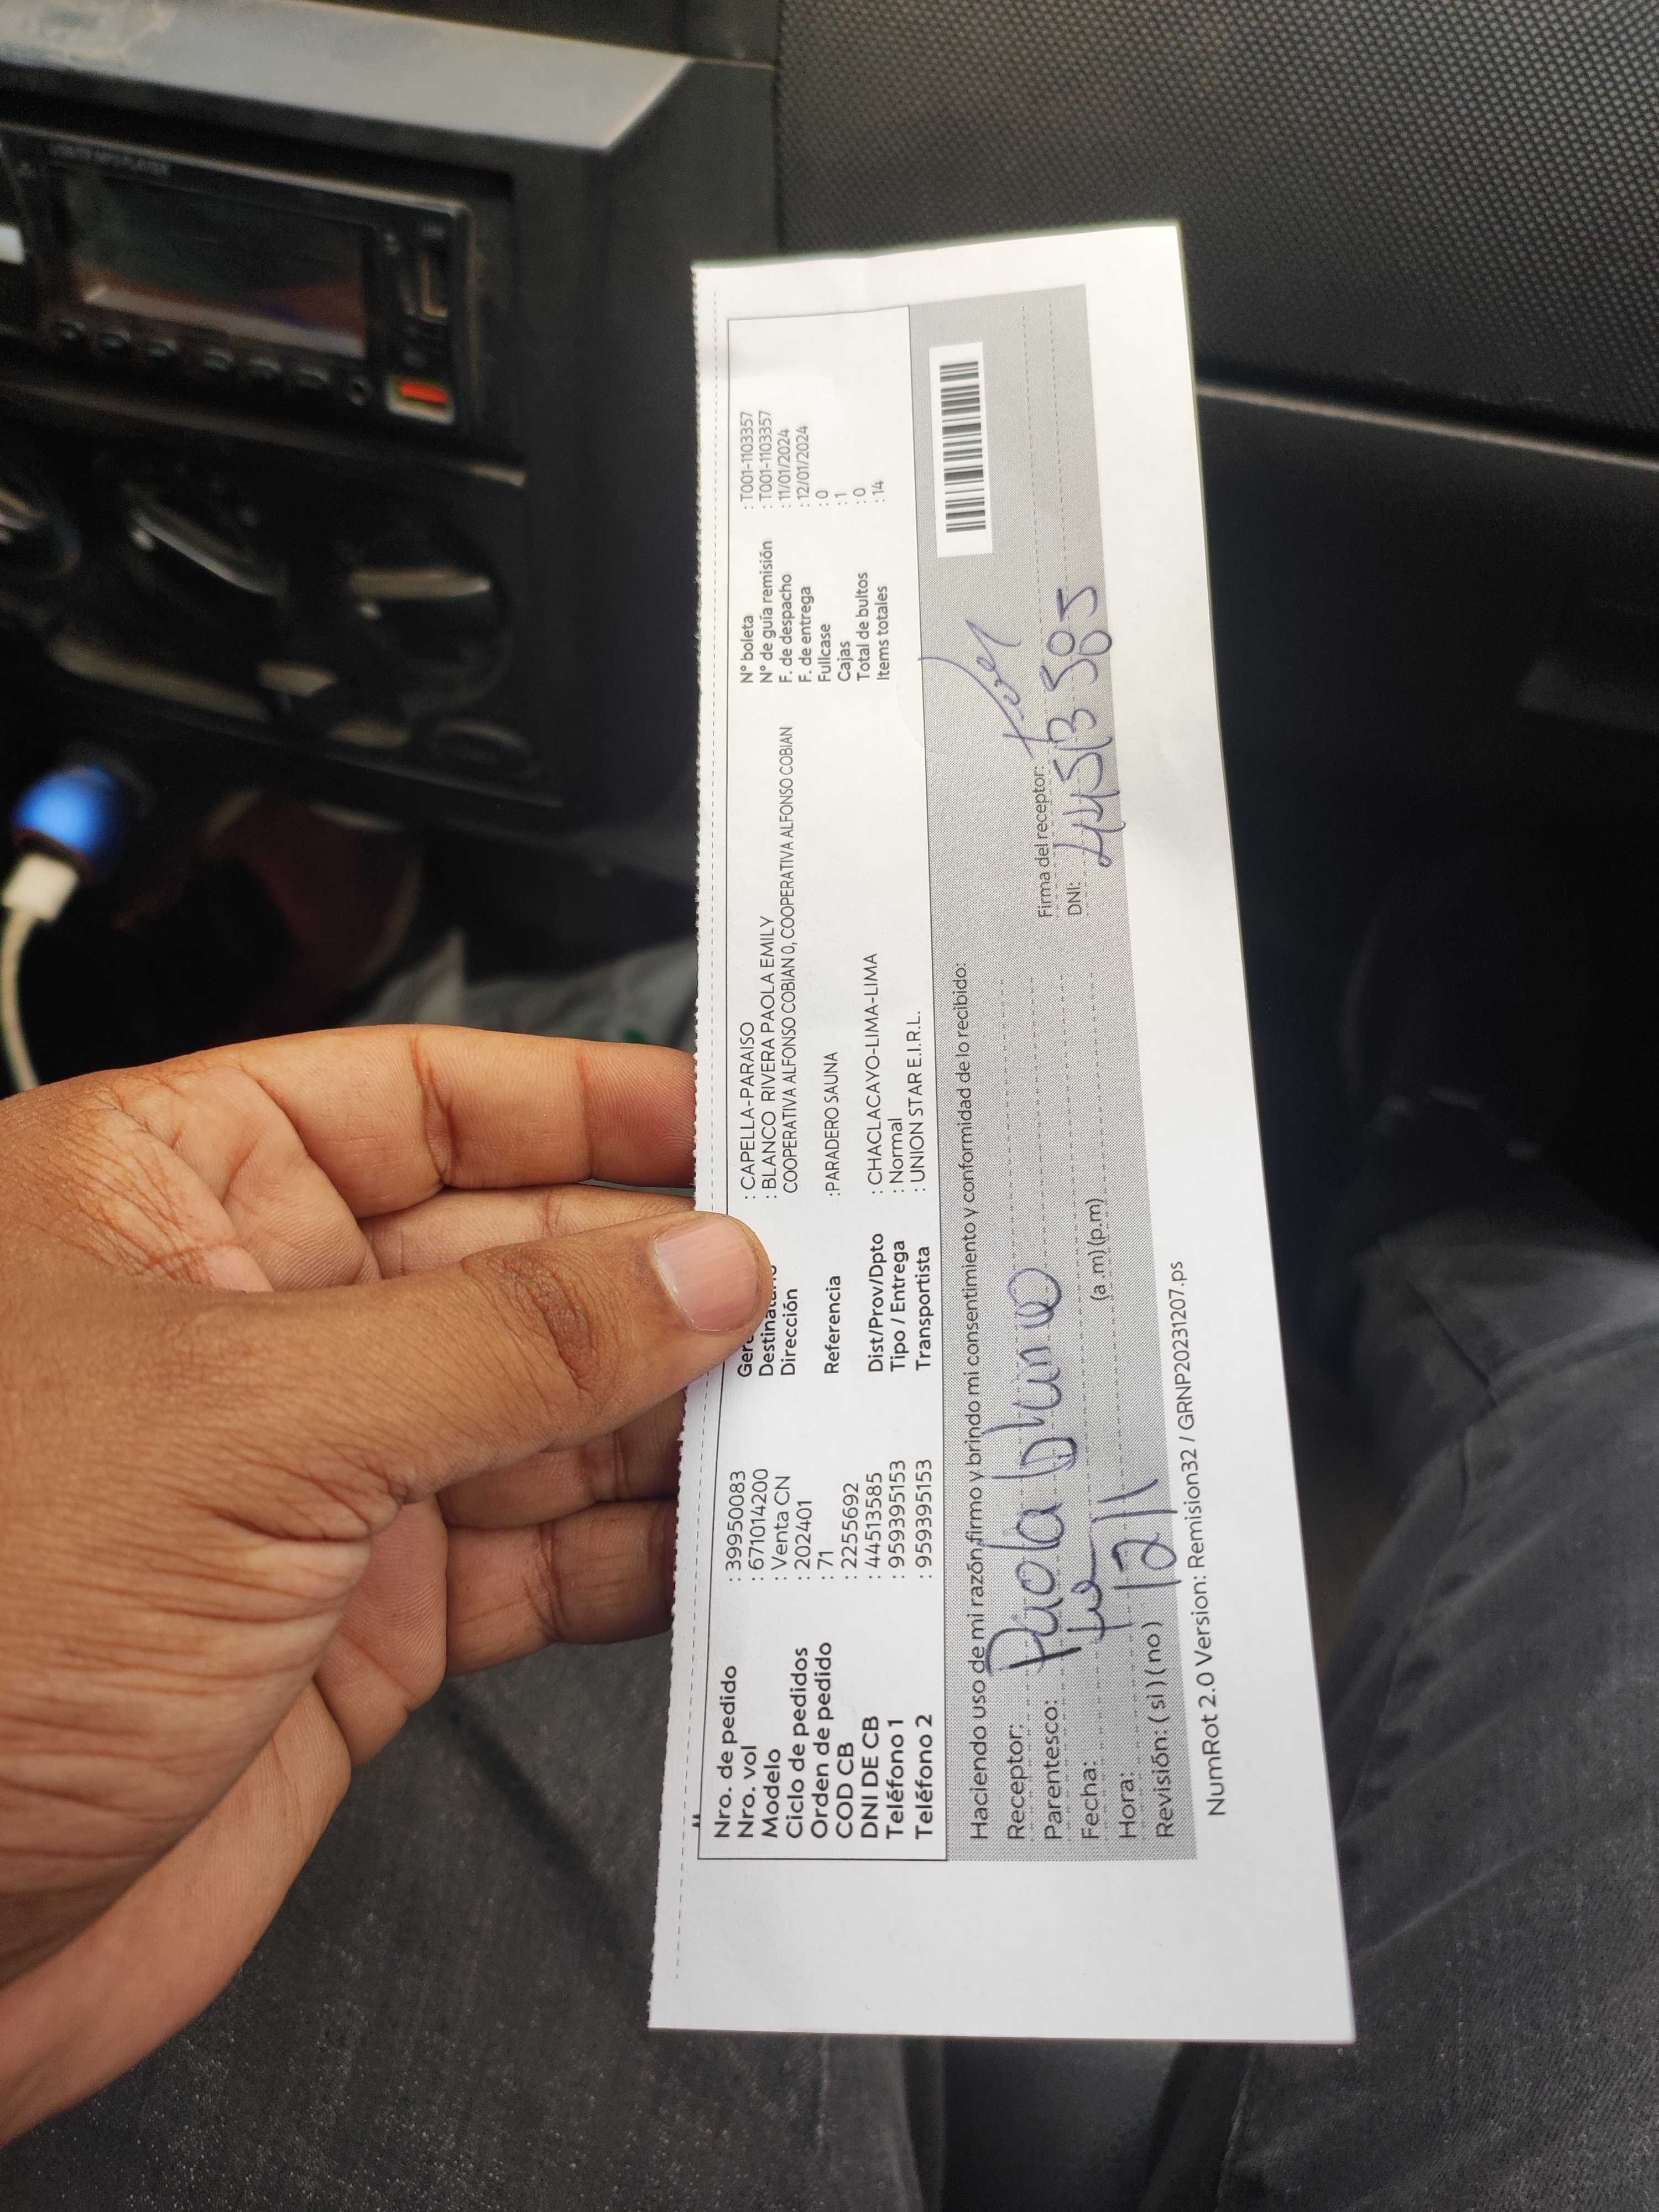 Nro. de pedido : 39950083
Nro. vol : 671014200
Modelo : Venta CN
Ciclo de pedidos : 202401
Orden de pedido : 71
COD CB : 2255692
DNI DE CB : 44513585
Teléfono 1 : 959395153
Teléfono 2 : 959395153
: CAPELLA-PARAISO
Destinatario : BLANCO RIVERA PAOLA EMILY
Dirección COOPERATIVA ALFONSO COBIAN 0, COOPERATIVA ALFONSO COBIAN
Referencia :PARADERO SAUNA
Dist/Prov/Dpto : CHACLACAYO-LIMA-LIMA
Tipo / Entrega : Normal
Transportista : UNION STAR E.I.R.L.
N° boleta : T001-1103357
N° de guía remisión : T001-1103357
F. de despacho : 11/01/2024
F. de entrega : 12/01/2024
Fullcase : 0
Cajas : 1
Total de bultos : 0
Items totales : 14
Haciendo uso de mi razón,firmo y brindo mi consentimiento y conformidad de lo recibido:
Receptor: Paola blanco
Parentesco:
Fecha: 12/1
Hora: (a.m) (p.m)
Revisión: ( si ) ( no )
Firma del receptor:
DNI: 44513585
NumRot 2.0 Version: Remision32 / GRNP20231207.ps